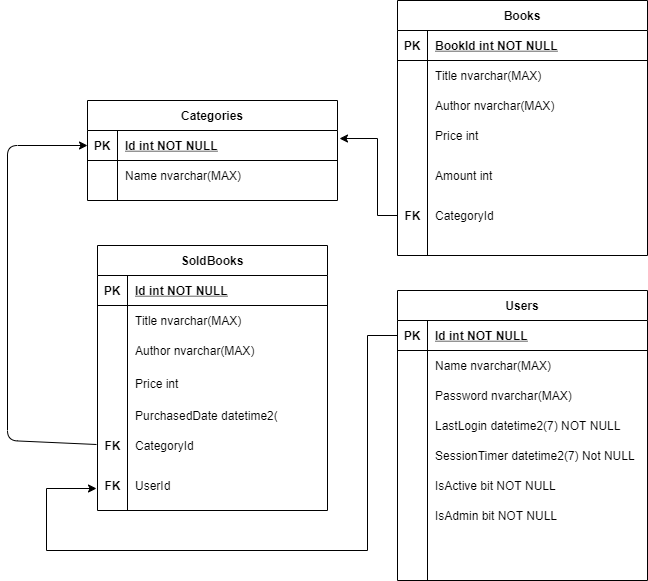 Books
PK BookId int NOT NULL
Title nvarchar(MAX)
Author nvarchar(MAX)
Price int
Amount int
FK CategoryId
Categories
PK Id int NOT NULL
Name nvarchar(MAX)
SoldBooks
PK Id int NOT NULL
Title nvarchar(MAX)
Author nvarchar(MAX)
Price int
PurchasedDate datetime2(
FK CategoryId
FK UserId
Users
PK Id int NOT NULL
Name nvarchar(MAX)
Password nvarchar(MAX)
LastLogin datetime2(7) NOT NULL
SessionTimer datetime2(7) Not NULL
IsActive bit NOT NULL
IsAdmin bit NOT NULL